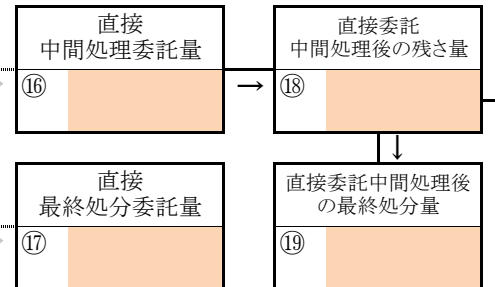 直接
中間処理委託量
⑯
→
直接委託
中間処理後の残さ量
⑱
↓
直接
最終処分委託量
⑰
直接委託中間処理後
の最終処分量
⑲